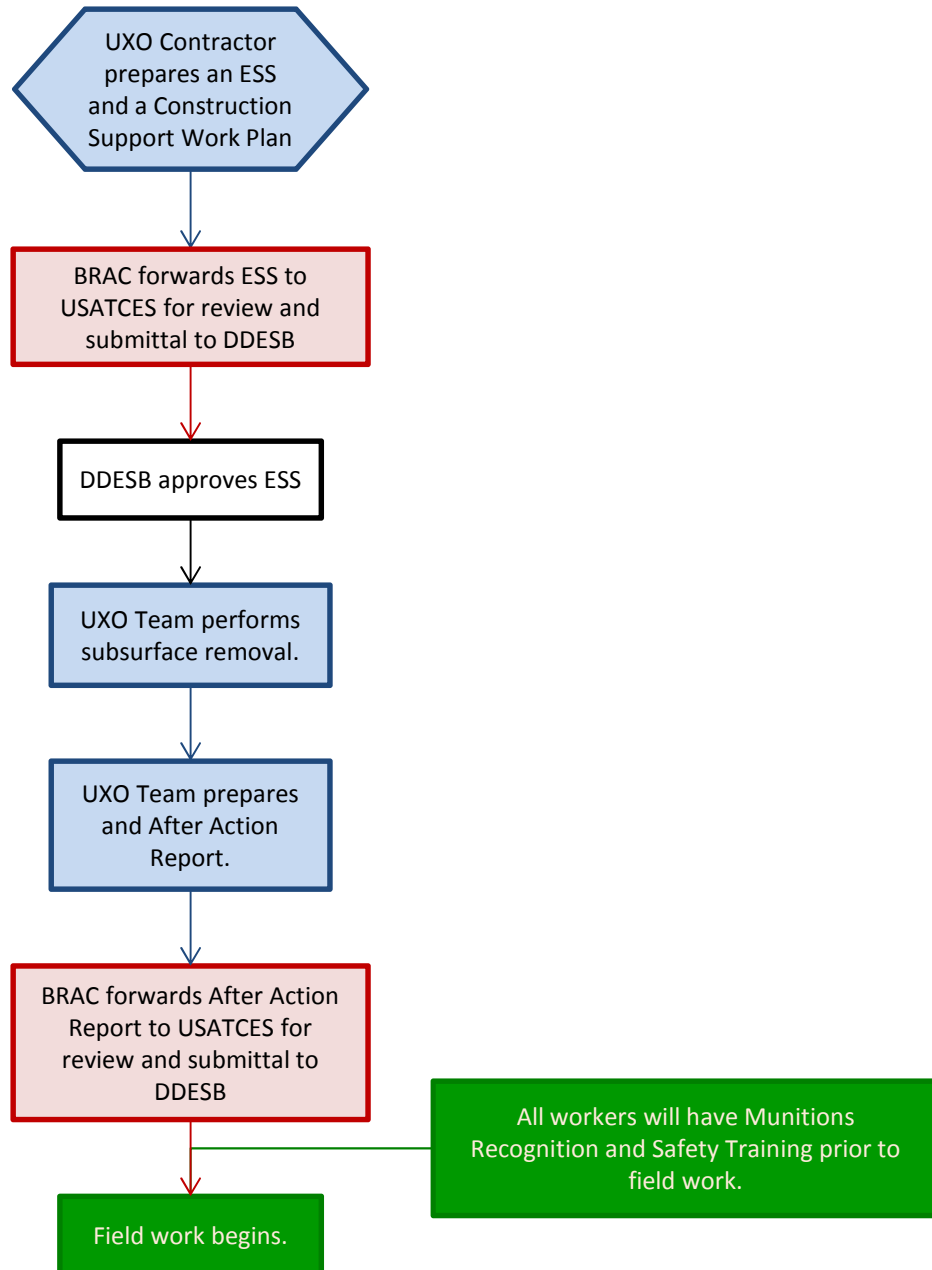 UXO Contractor
prepares an ESS
and a Construction
Support Work Plan
BRAC forwards ESS to
USATCES for review and
submittal to DDESB
DDESB approves ESS
UXO Team performs
subsurface removal.
UXO Team prepares
and After Action
Report.
BRAC forwards After Action
Report to USATCES for
review and submittal to
DDESB
All workers will have Munitions
Recognition and Safety Training prior to
field work.
Field work begins.